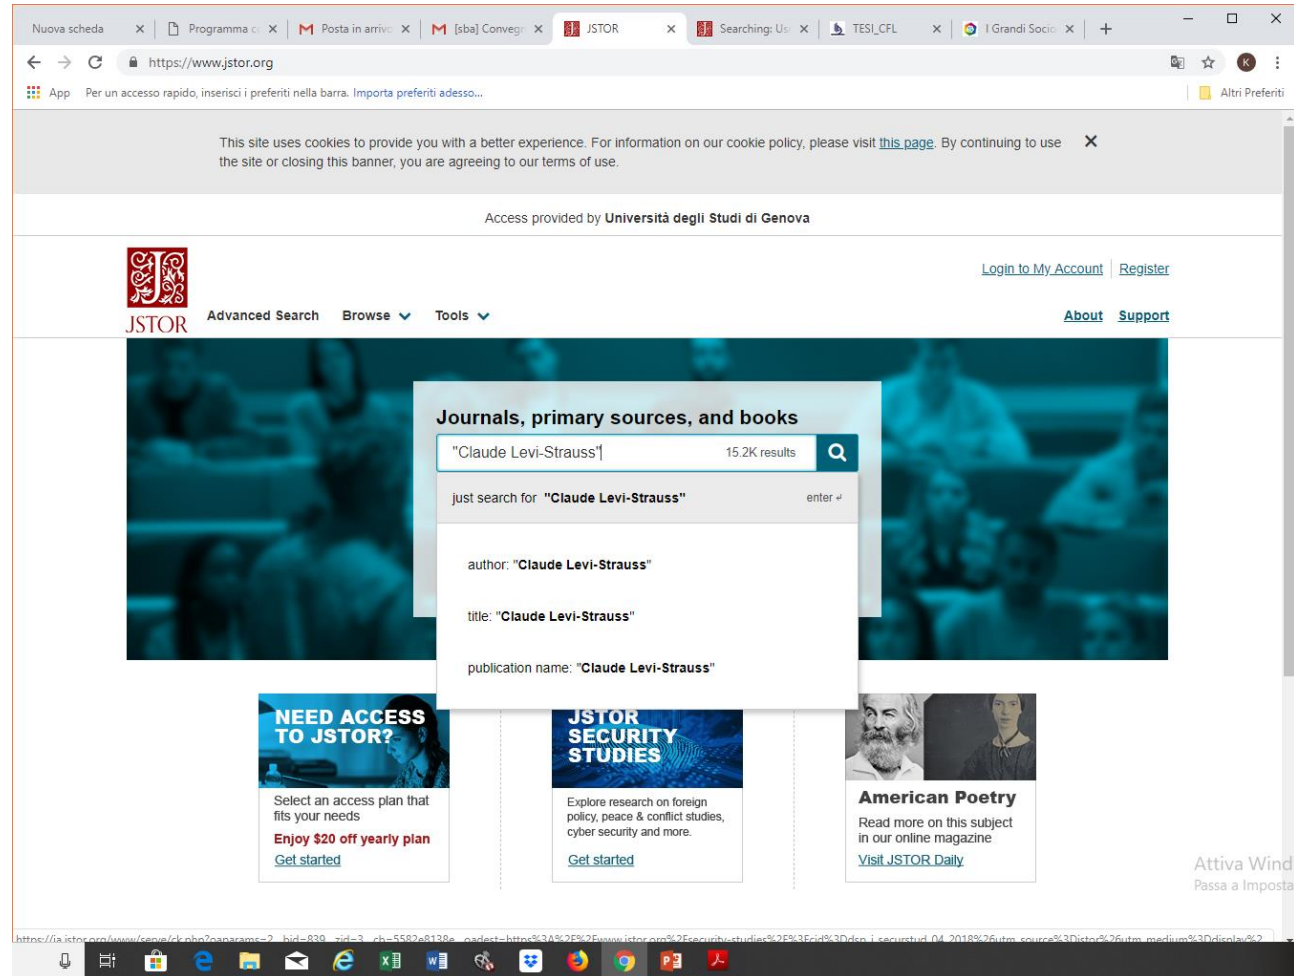 Nuova scheda
Programma c
Posta in arrivo
[sba] Convegn
JSTOR
Searching: Us
TESI_CFL
I Grandi Socio
https://www.jstor.org
K
App Per un accesso rapido, inserisci i preferiti nella barra. Importa preferiti adesso...
Altri Preferiti
This site uses cookies to provide you with a better experience. For information on our cookie policy, please visit this page. By continuing to use
the site or closing this banner, you are agreeing to our terms of use.
Access provided by Università degli Studi di Genova
Login to My Account Register
JSTOR
Advanced Search Browse Tools
About Support
Journals, primary sources, and books
"Claude Levi-Strauss" 15.2K results
just search for "Claude Levi-Strauss" enter
author: "Claude Levi-Strauss"
title: "Claude Levi-Strauss"
publication name: "Claude Levi-Strauss"
NEED ACCESS
TO JSTOR?
Select an access plan that
fits your needs
Enjoy $20 off yearly plan
Get started
JSTOR
SECURITY
STUDIES
Explore research on foreign
policy, peace & conflict studies,
cyber security and more.
Get started
American Poetry
Read more on this subject
in our online magazine
Visit JSTOR Daily
Attiva Wind
Passa a Imposta